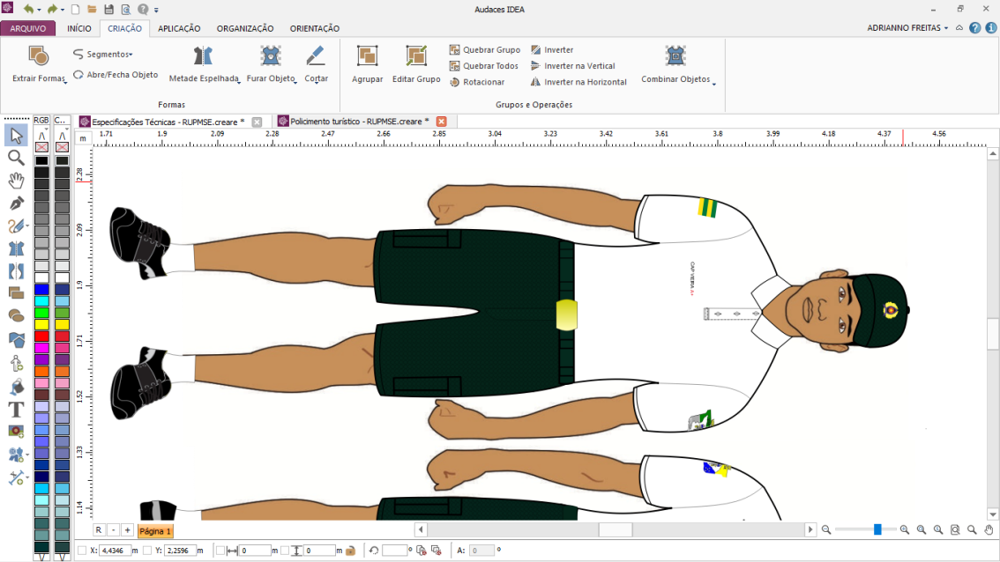 Audaces IDEA
ARQUIVO INÍCIO CRIAÇÃO APLICAÇÃO ORGANIZAÇÃO ORIENTAÇÃO ADRIANNO FREITAS
Extrair Formas
Segmentos
Abre/Fecha Objeto
Metade Espelhada
Furar Objeto
Cortar
Formas
Agrupar
Editar Grupo
Quebrar Grupo
Quebrar Todos
Rotacionar
Inverter
Inverter na Vertical
Inverter na Horizontal
Combinar Objetos
Grupos e Operações
RGB C... Especificações Técnicas - RUPMSE.creare * Policimento turístico - RUPMSE.creare *
m 1.71 1.9 2.09 2.28 2.47 2.66 2.85 3.04 3.23 3.42 3.61 3.8 3.99 4.18 4.37 4.56
2.28
2.09
1.9
1.71
1.52
1.33
1.14
CAP VIEIRA A+
R - + Página 1
X: 4,4346 m Y: 2,2596 m 0 m 0 m º A: 0 º